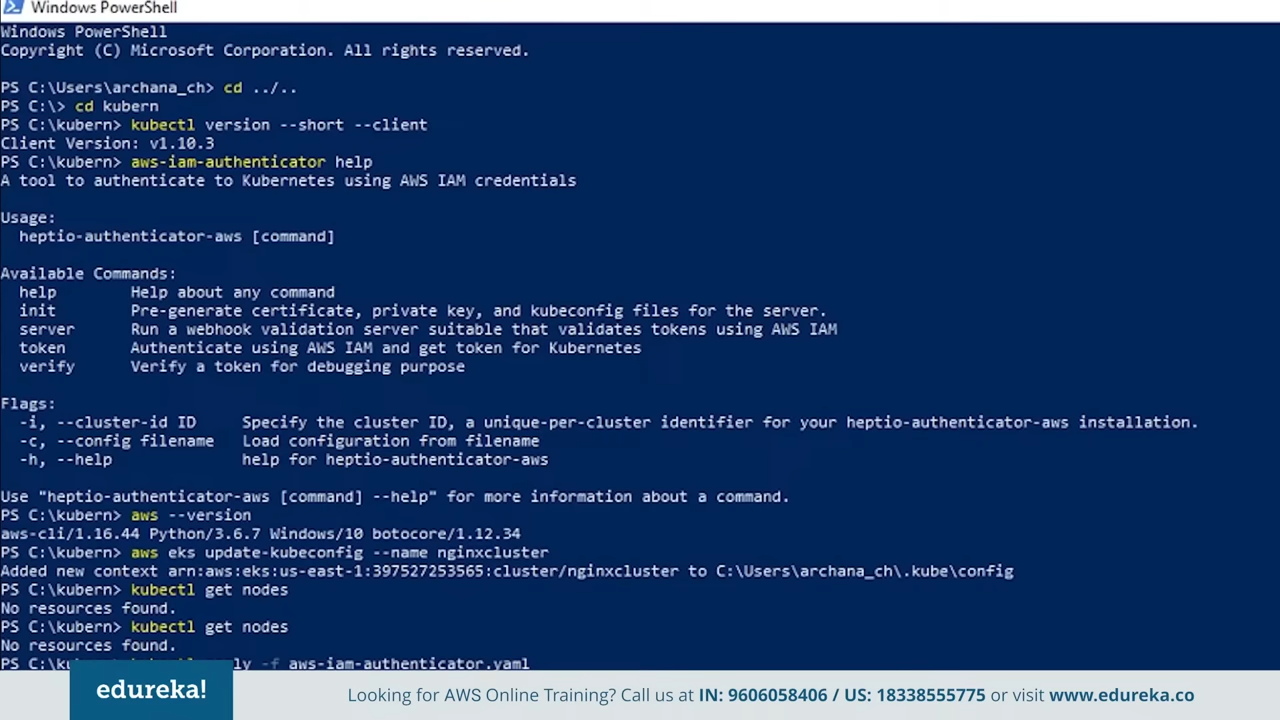 Windows PowerShell
Windows PowerShell
Copyright (C) Microsoft Corporation. All rights reserved.
PS C:\Users\archana_ch> cd ../..
PS C:\> cd kubern
PS C:\kubern> kubectl version --short --client
Client Version: v1.10.3
PS C:\kubern> aws-iam-authenticator help
A tool to authenticate to Kubernetes using AWS IAM credentials
Usage:
heptio-authenticator-aws [command]
Available Commands:
help Help about any command
init Pre-generate certificate, private key, and kubeconfig files for the server.
server Run a webhook validation server suitable that validates tokens using AWS IAM
token Authenticate using AWS IAM and get token for Kubernetes
verify Verify a token for debugging purpose
Flags:
-i, --cluster-id ID Specify the cluster ID, a unique-per-cluster identifier for your heptio-authenticator-aws installation.
-c, --config filename Load configuration from filename
-h, --help help for heptio-authenticator-aws
Use "heptio-authenticator-aws [command] --help" for more information about a command.
PS C:\kubern> aws --version
aws-cli/1.16.44 Python/3.6.7 Windows/10 botocore/1.12.34
PS C:\kubern> aws eks update-kubeconfig --name nginxcluster
Added new context arn:aws:eks:us-east-1:397527253565:cluster/nginxcluster to C:\Users\archana_ch\.kube\config
PS C:\kubern> kubectl get nodes
No resources found.
PS C:\kubern> kubectl get nodes
No resources found.
PS -f aws-iam-authenticator.yaml
edureka!
Looking for AWS Online Training? Call us at IN: 9606058406 / US: 18338555775 or visit www.edureka.co